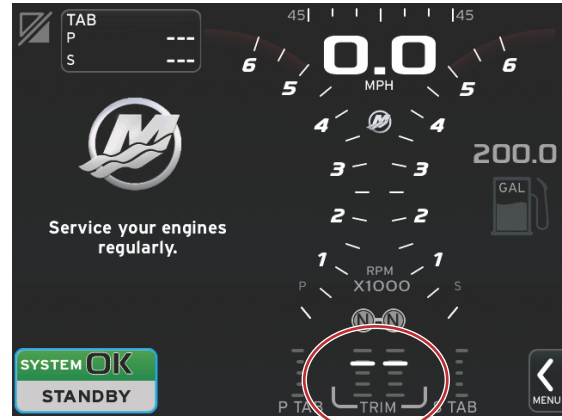 TAB
P ---
S ---
45 45
0.0
MPH
6 6
5 5
4 4
3 3
2 2
1 1
RPM
X1000
P S
N N
200.0
GAL
Service your engines
regularly.
SYSTEM OK
STANDBY
P TAB TRIM S TAB
MENU